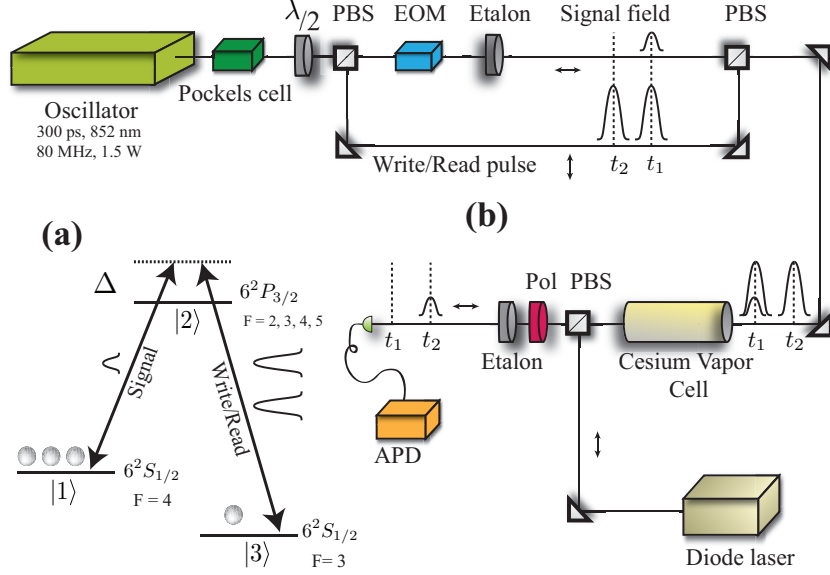 λ/2 PBS EOM Etalon Signal field PBS
Pockels cell
Oscillator
300 ps, 852 nm
80 MHz, 1.5 W
Write/Read pulse
t₂ t₁
(a)
(b)
Δ
6²P₃/₂
|2⟩
F = 2, 3, 4, 5
Signal
Write/Read
6²S₁/₂
|1⟩
F = 4
6²S₁/₂
|3⟩
F= 3
Pol PBS
t₁ t₂
Etalon
t₁ t₂
Cesium Vapor
Cell
APD
Diode laser